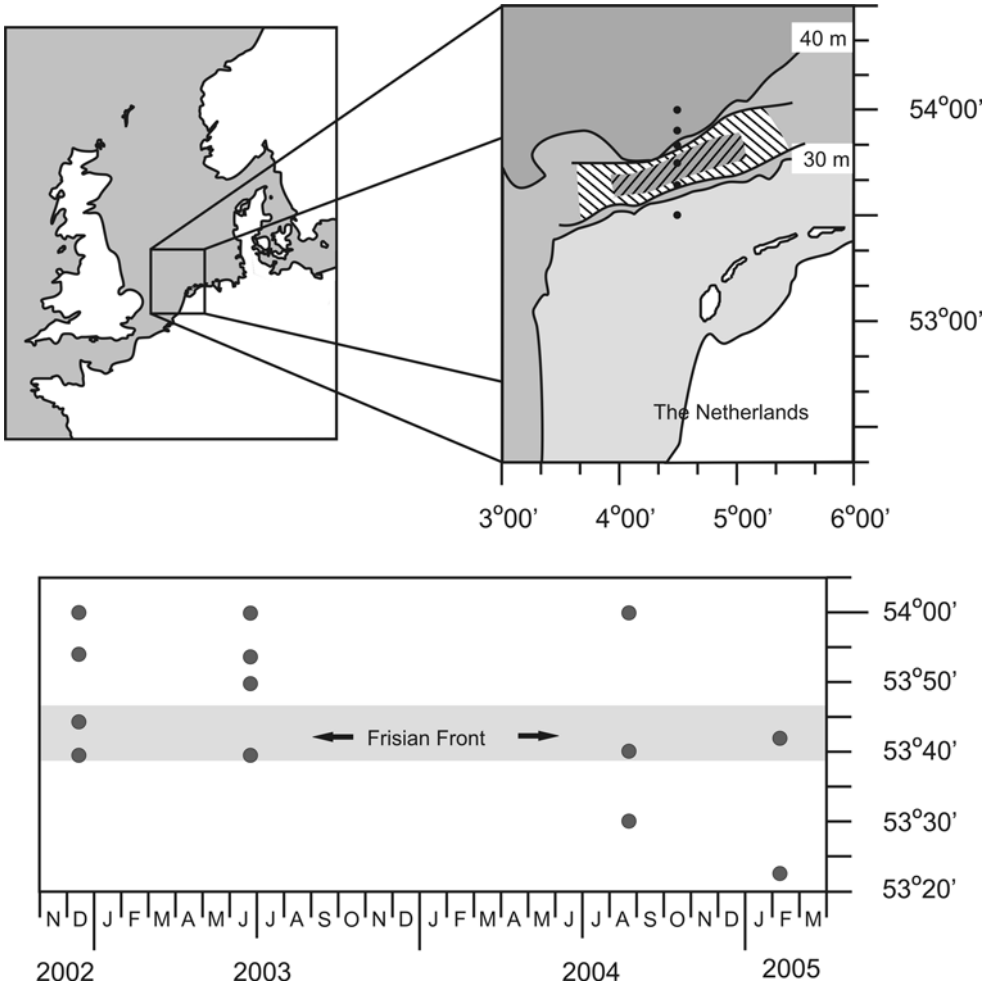 40 m
54°00'
30 m
53°00'
The Netherlands
3°00' 4°00' 5°00' 6°00'
54°00'
53°50'
Frisian Front
53°40'
53°30'
53°20'
N D J F M A M J J A S O N D J F M A M J J A S O N D J F M
2002 2003 2004 2005